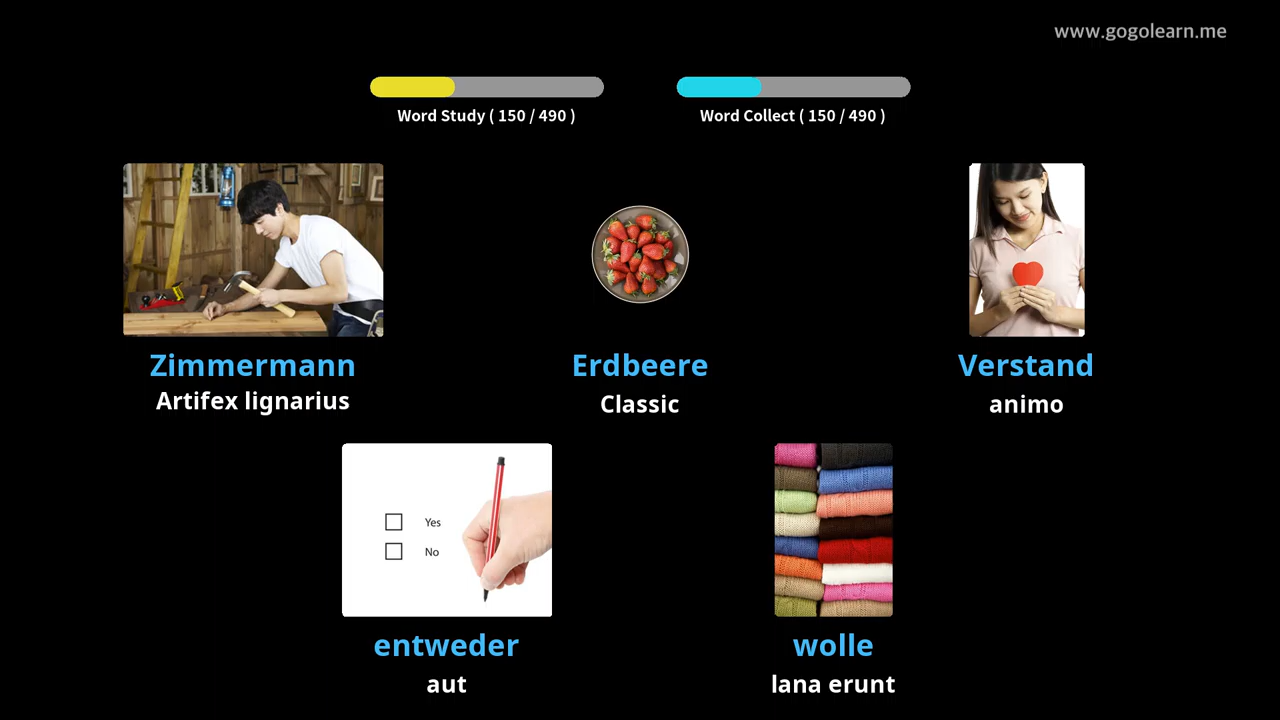 www.gogolearn.me
Word Study ( 150 / 490 )
Word Collect ( 150 / 490 )
Zimmermann
Artifex lignarius
Erdbeere
Classic
Verstand
animo
Yes
No
entweder
aut
wolle
lana erunt